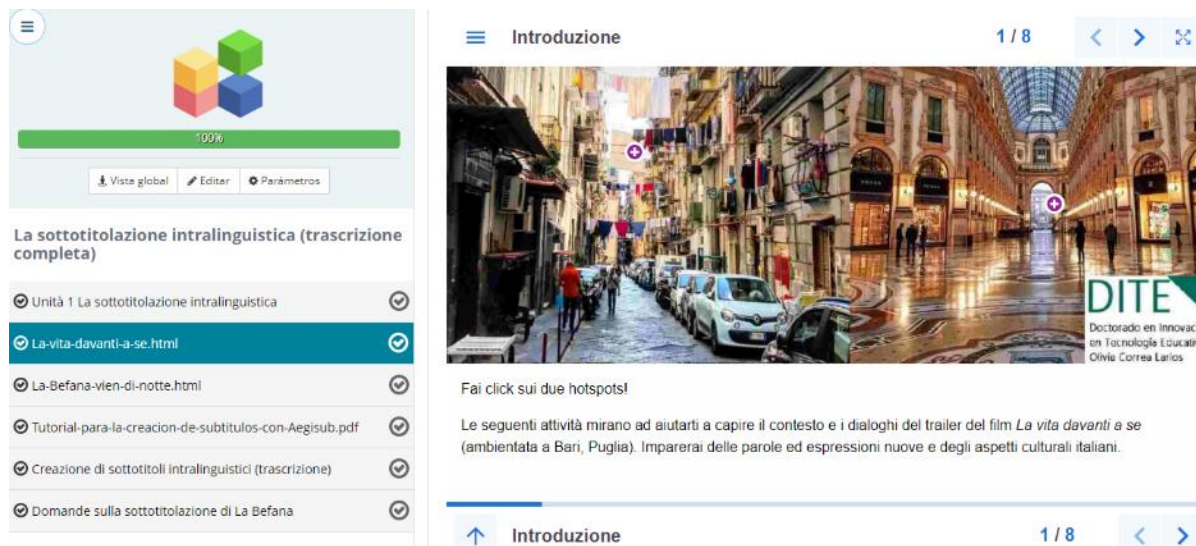 100%
Vista global
Editar
Parámetros
La sottotitolazione intralinguistica (trascrizione
completa)
Unità 1 La sottotitolazione intralinguistica
La-vita-davanti-a-se.html
La-Befana-vien-di-notte.html
Tutorial-para-la-creacion-de-subtitulos-con-Aegisub.pdf
Creazione di sottotitoli intralinguistici (trascrizione)
Domande sulla sottotitolazione di La Befana
Introduzione
1 / 8
DITE
Doctorado en Innovac
en Tecnología Educativ
Olivia Correa Larios
Fai click sui due hotspots!
Le seguenti attività mirano ad aiutarti a capire il contesto e i dialoghi del trailer del film La vita davanti a se
(ambientata a Bari, Puglia). Imparerai delle parole ed espressioni nuove e degli aspetti culturali italiani.
Introduzione
1 / 8